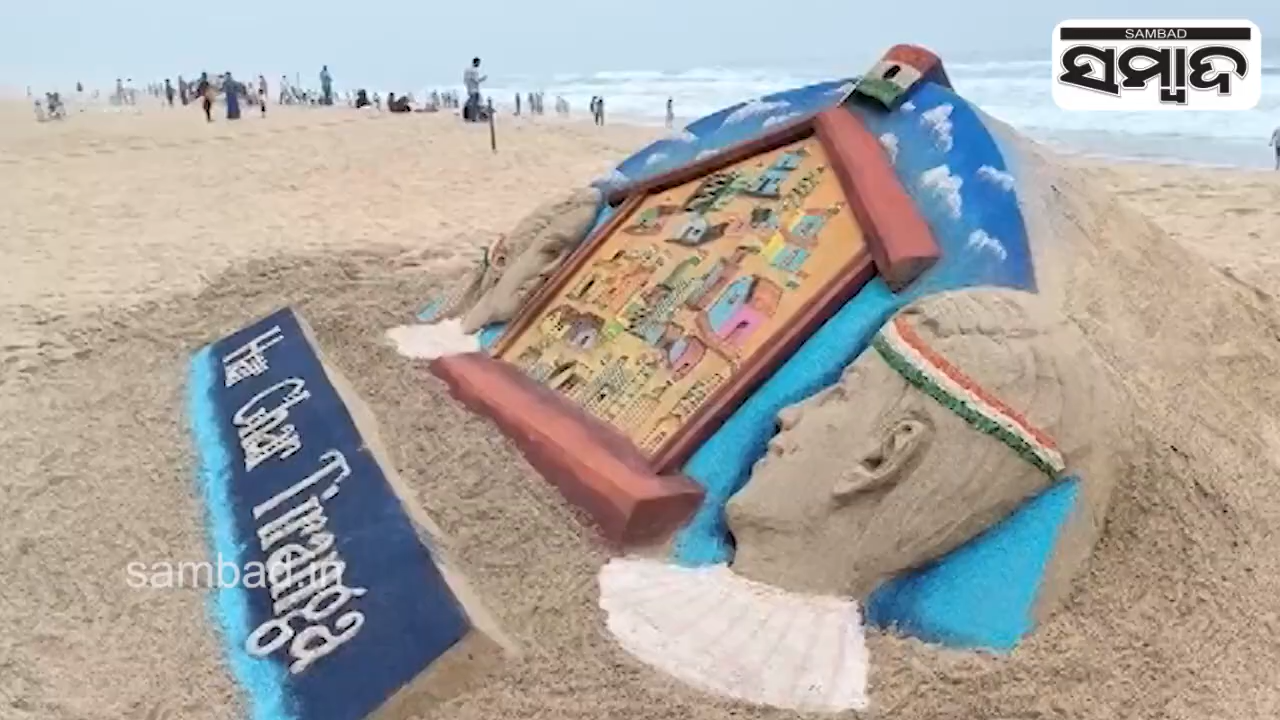 SAMBAD
ସମ୍ବାଦ
Har Ghar Tiranga
sambad.in